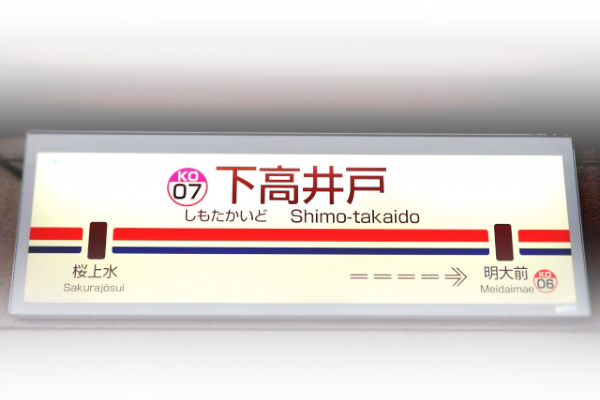 KO
07
下高井戸
しもたかいど Shimo-takaido
桜上水
Sakurajōsui
明大前
Meidaimae
KO
06